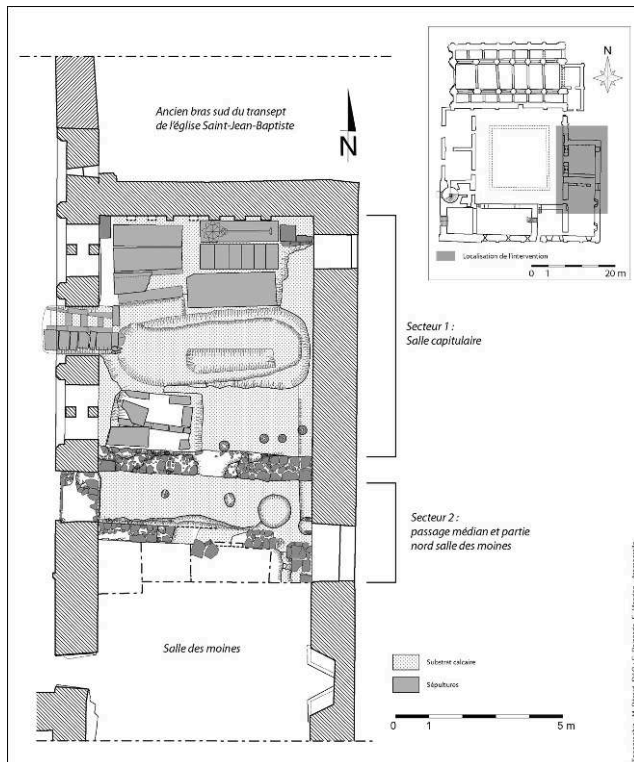 Ancien bras sud du transept
de l'église Saint-Jean-Baptiste
N
N
Localisation de l'intervention
0 1 20 m
Secteur 1 :
Salle capitulaire
Secteur 2 :
passage médian et partie
nord salle des moines
Salle des moines
Substrat calcaire
Sépultures
0 1 5 m